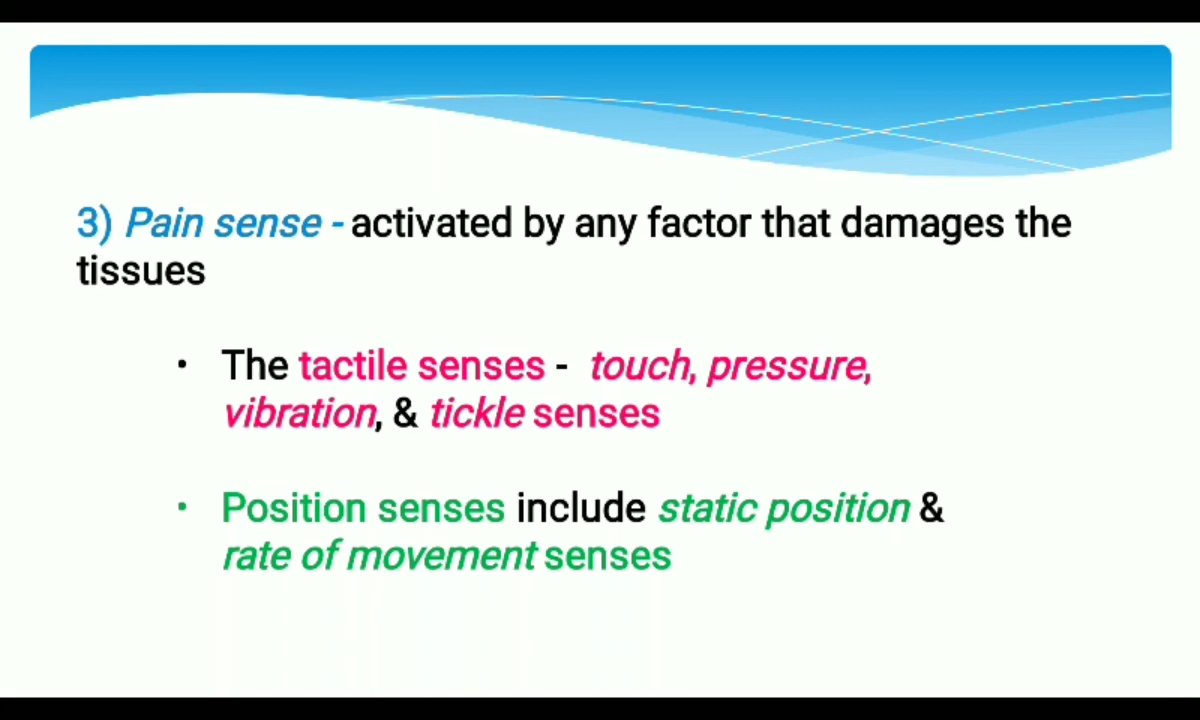 3) Pain sense - activated by any factor that damages the
tissues
• The tactile senses - touch, pressure,
vibration, & tickle senses
• Position senses include static position &
rate of movement senses